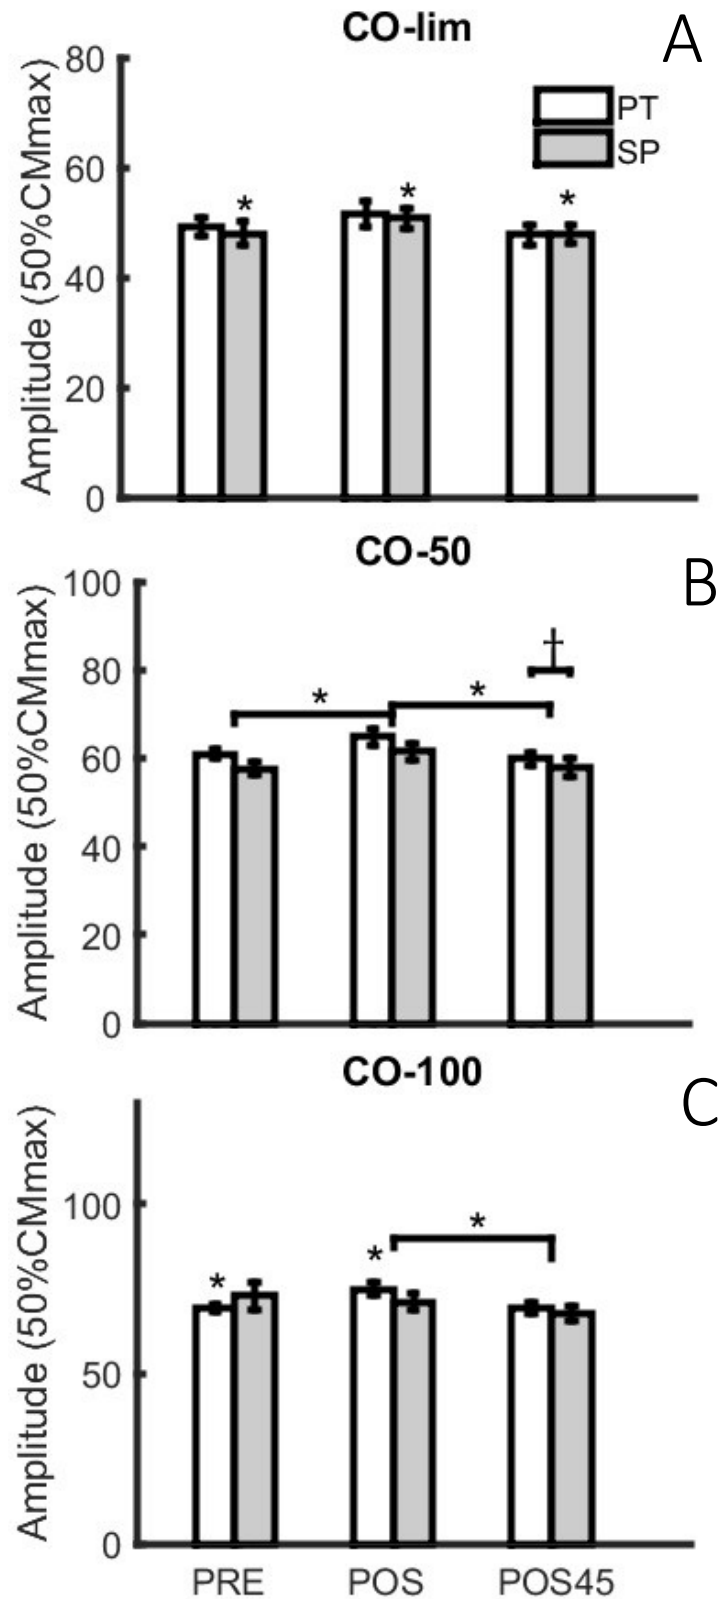 CO-lim
A
80
PT
SP
60
* * *
40
20
0
Amplitude (50%CMmax)
CO-50
B
100
†
80
* *
60
40
20
0
Amplitude (50%CMmax)
CO-100
C
100
*
*
*
50
0
Amplitude (50%CMmax)
PRE POS POS45